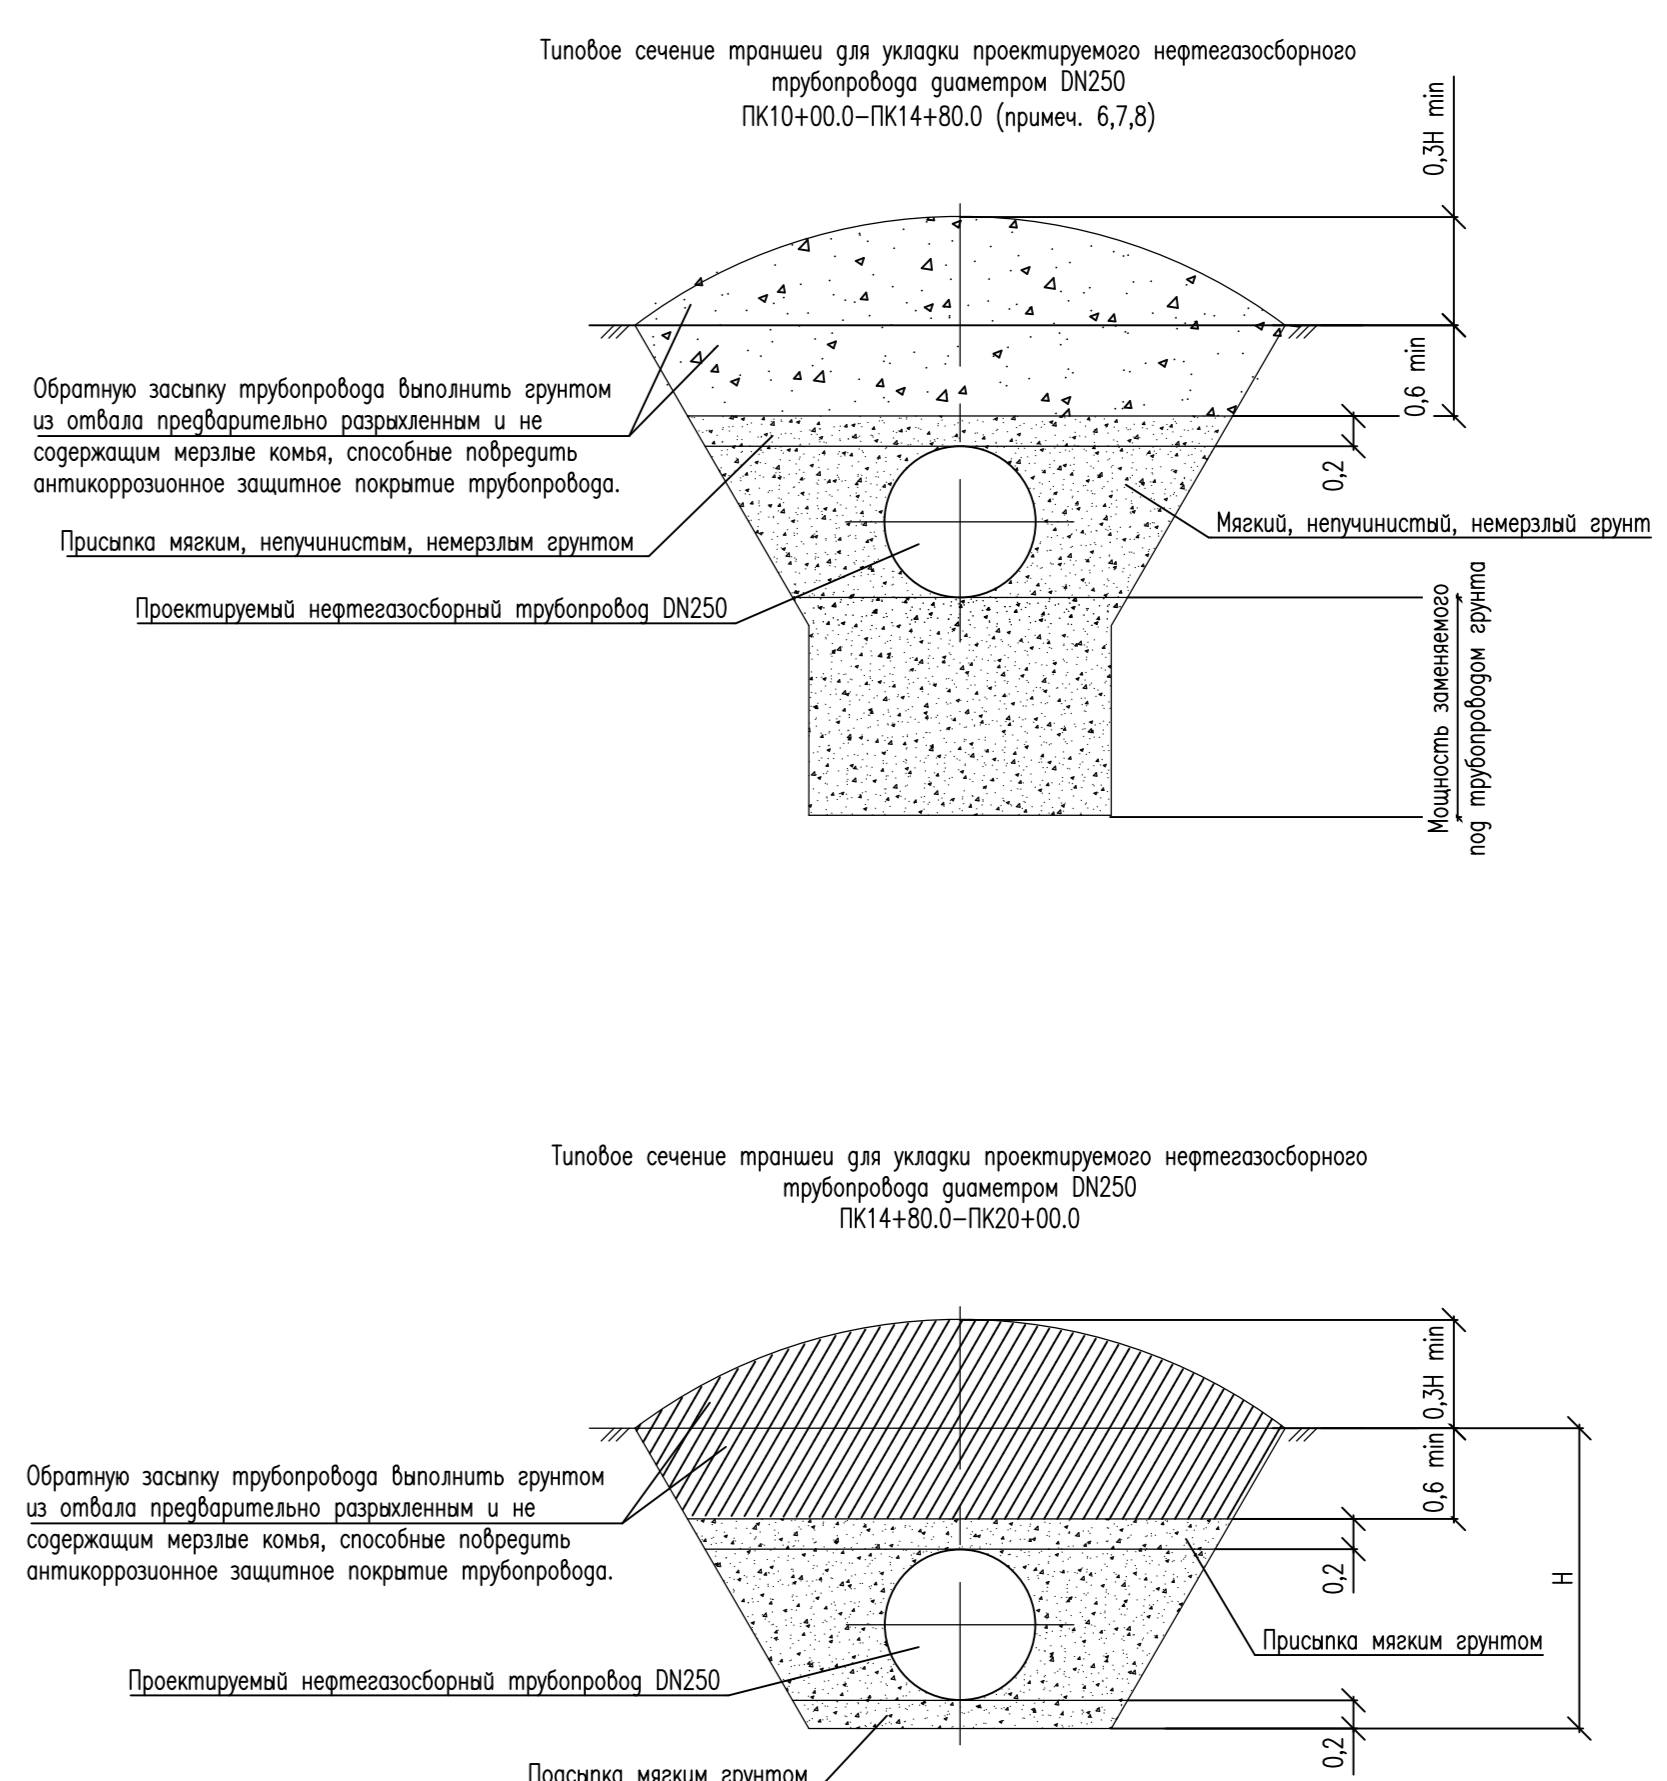 Типовое сечение траншеи для укладки проектируемого нефтегазосборного
трубопровода диаметром DN250
ПК10+00.0-ПК14+80.0 (примеч. 6,7,8)
0,3H min
0,6 min
0,2
Обратную засыпку трубопровода выполнить грунтом
из отвала предварительно разрыхленным и не
содержащим мерзлые комья, способные повредить
антикоррозионное защитное покрытие трубопровода.
Присыпка мягким, непучинистым, немерзлым грунтом
Проектируемый нефтегазосборный трубопровод DN250
Мягкий, непучинистый, немерзлый грунт
Мощность заменяемого
под трубопроводом грунта
Типовое сечение траншеи для укладки проектируемого нефтегазосборного
трубопровода диаметром DN250
ПК14+80.0-ПК20+00.0
0,3H min
0,6 min
0,2
H
Обратную засыпку трубопровода выполнить грунтом
из отвала предварительно разрыхленным и не
содержащим мерзлые комья, способные повредить
антикоррозионное защитное покрытие трубопровода.
Присыпка мягким грунтом
Проектируемый нефтегазосборный трубопровод DN250
0,2
Подсыпка мягким грунтом